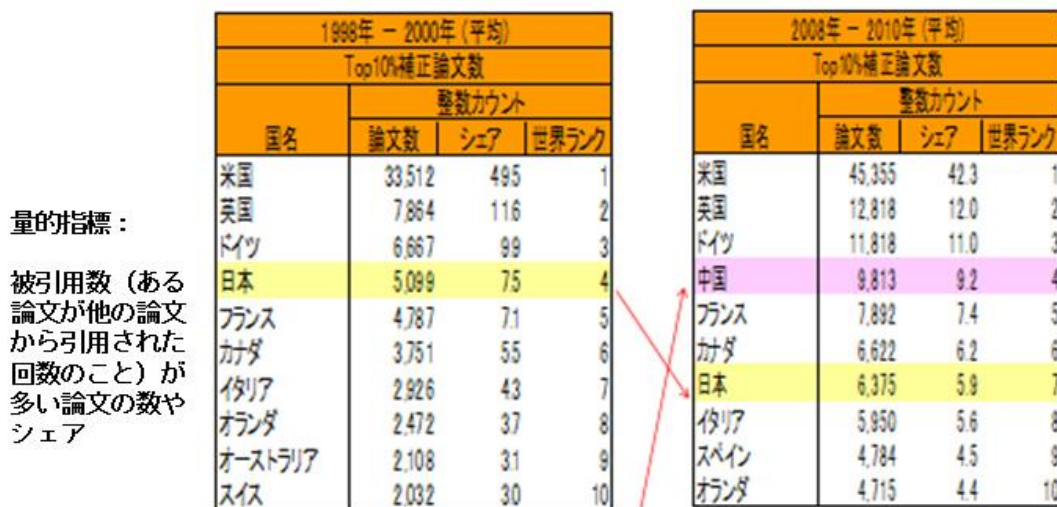 量的指標：
被引用数（ある
論文が他の論文
から引用された
回数のこと）が
多い論文の数や
シェア
1998年 － 2000年 (平均)
Top10%補正論文数
整数カウント
国名 論文数 シェア 世界ランク
米国 33,512 49.5 1
英国 7,864 11.6 2
ドイツ 6,667 9.9 3
日本 5,099 7.5 4
フランス 4,787 7.1 5
カナダ 3,751 5.5 6
イタリア 2,926 4.3 7
オランダ 2,472 3.7 8
オーストラリア 2,108 3.1 9
スイス 2,032 3.0 10
2008年 － 2010年 (平均)
Top10%補正論文数
整数カウント
国名 論文数 シェア 世界ランク
米国 45,355 42.3 1
英国 12,818 12.0 2
ドイツ 11,818 11.0 3
中国 9,813 9.2 4
フランス 7,892 7.4 5
カナダ 6,622 6.2 6
日本 6,375 5.9 7
イタリア 5,950 5.6 8
スペイン 4,784 4.5 9
オランダ 4,715 4.4 10